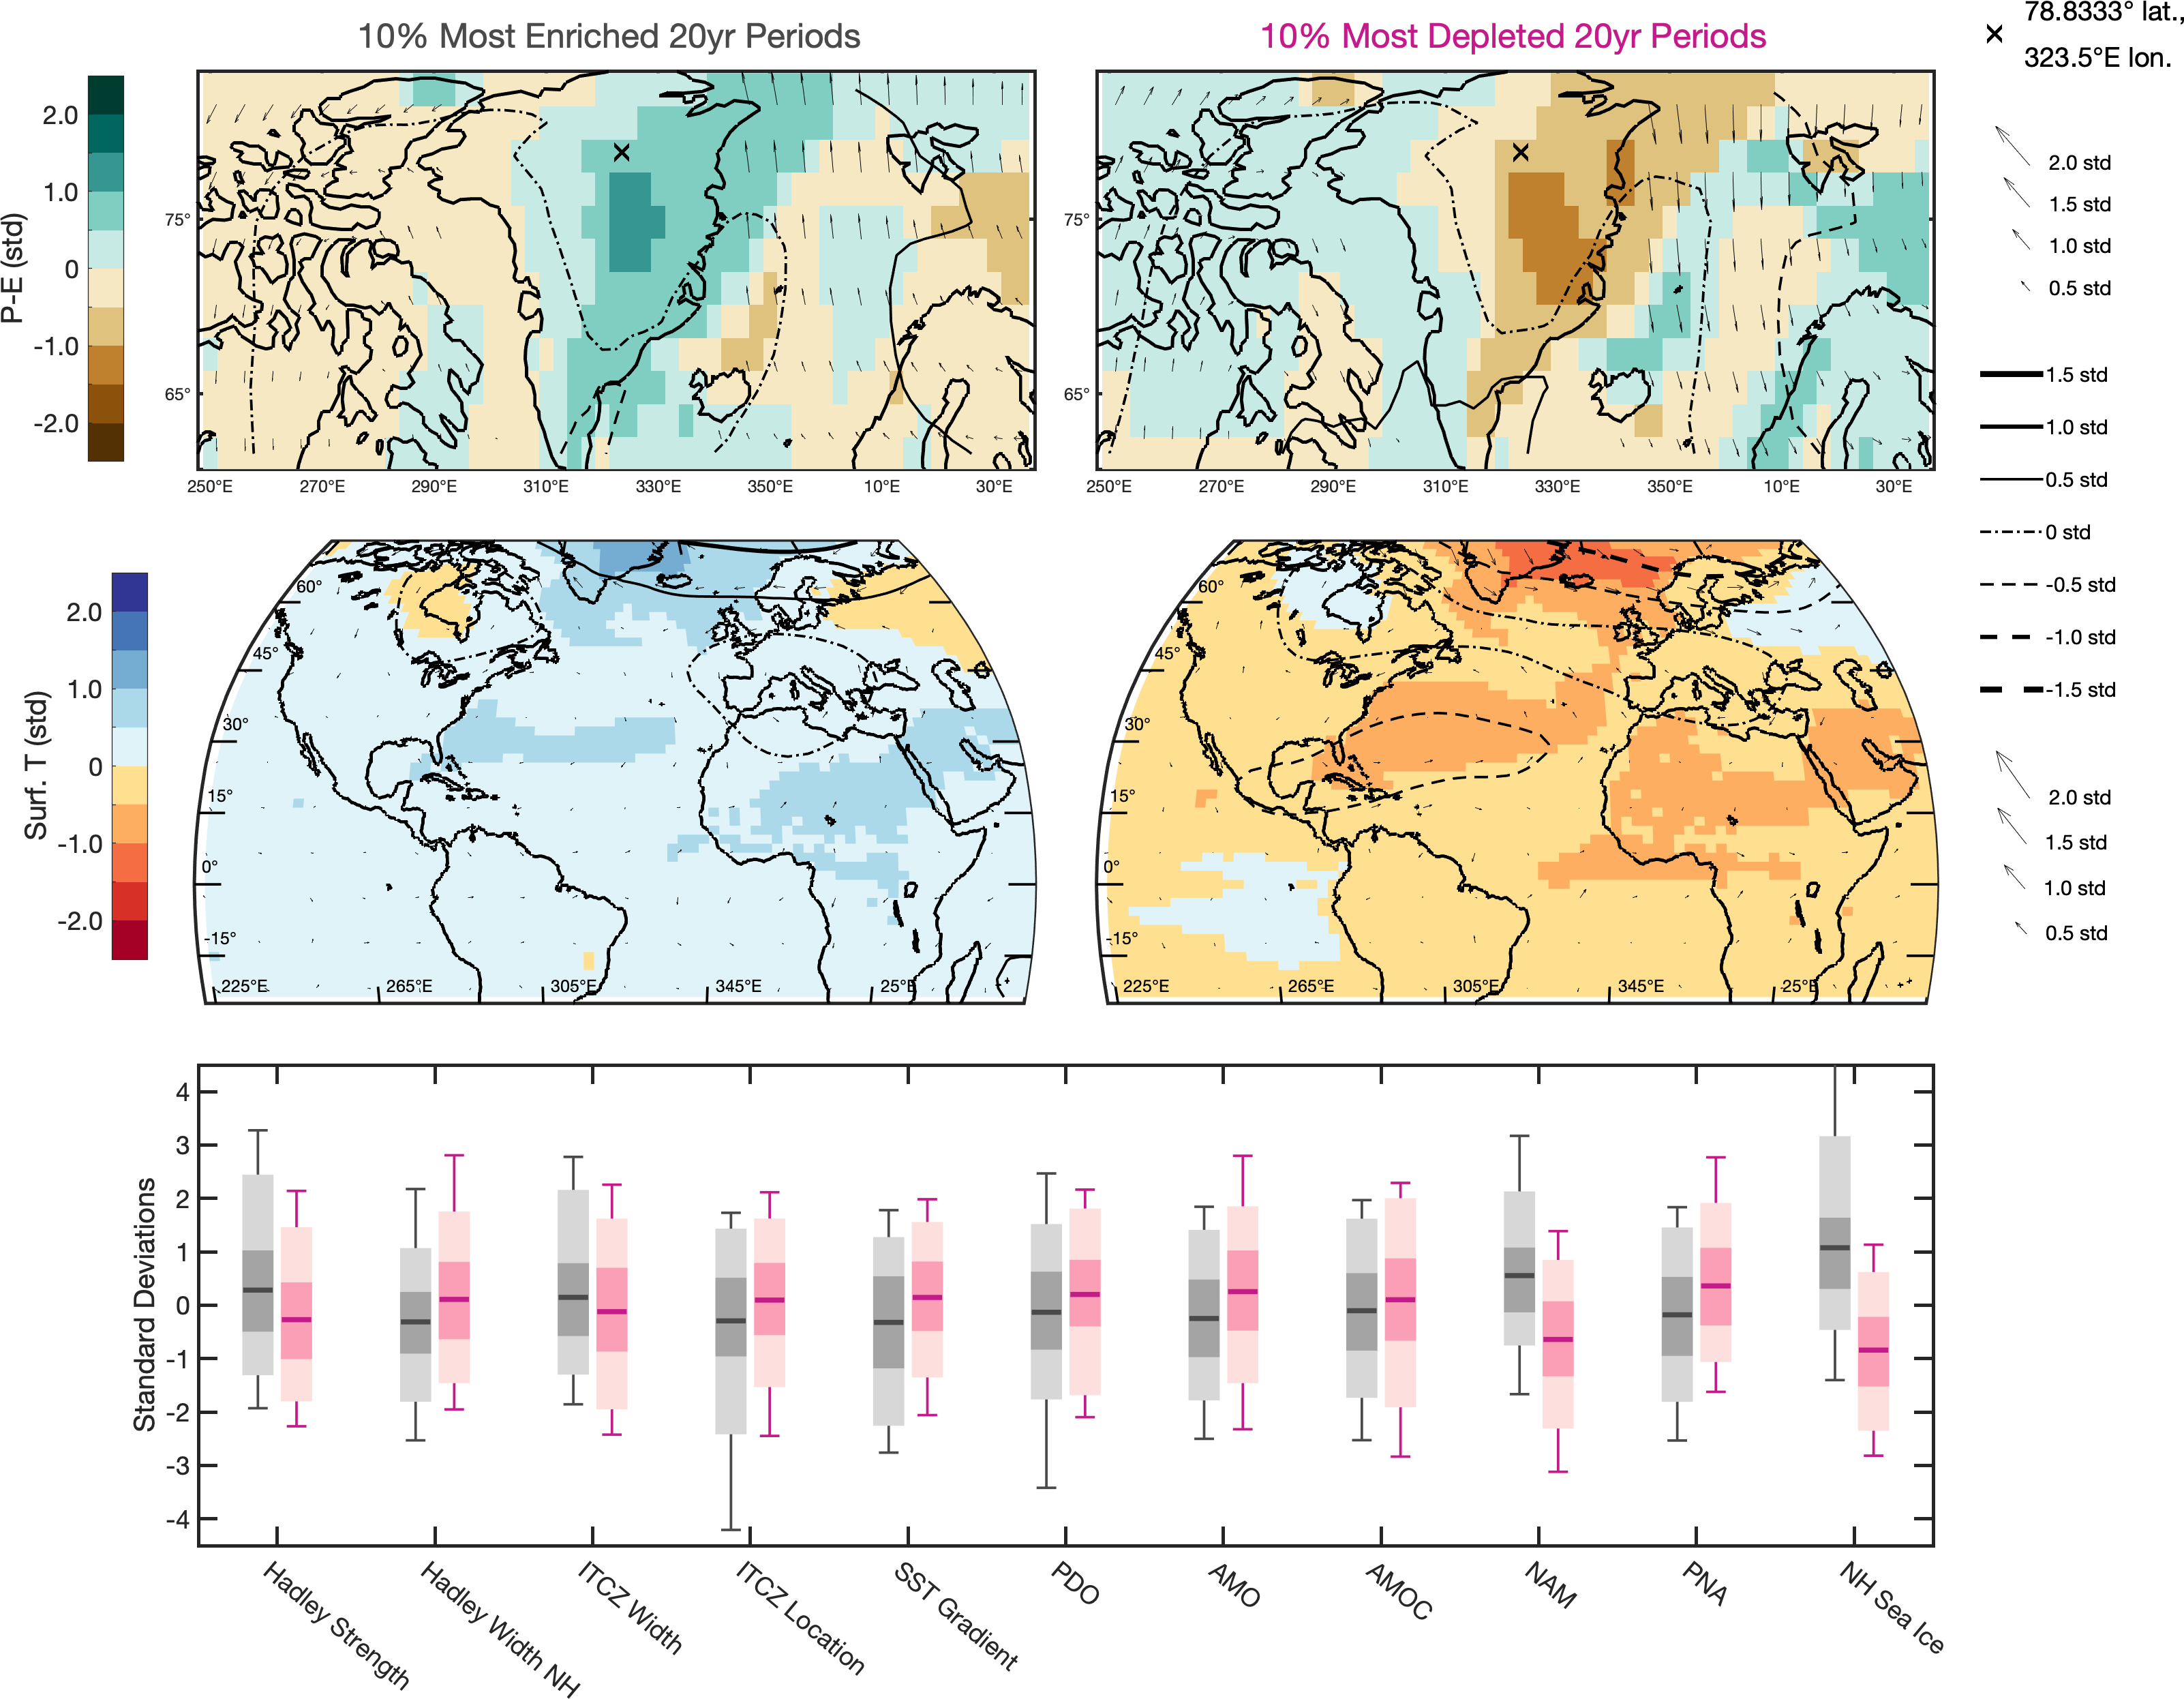 10% Most Enriched 20yr Periods
10% Most Depleted 20yr Periods
78.8333° lat.,
323.5°E lon.
P-E (std)
2.0
1.0
0
-1.0
-2.0
75°
65°
250°E
270°E
290°E
310°E
330°E
350°E
10°E
30°E
75°
65°
250°E
270°E
290°E
310°E
330°E
350°E
10°E
30°E
2.0 std
1.5 std
1.0 std
0.5 std
1.5 std
1.0 std
0.5 std
0 std
-0.5 std
-1.0 std
-1.5 std
Surf. T (std)
2.0
1.0
0
-1.0
-2.0
60°
45°
30°
15°
0°
-15°
225°E
265°E
305°E
345°E
25°E
60°
45°
30°
15°
0°
-15°
225°E
265°E
305°E
345°E
25°E
2.0 std
1.5 std
1.0 std
0.5 std
Standard Deviations
4
3
2
1
0
-1
-2
-3
-4
Hadley Strength
Hadley Width NH
ITCZ Width
ITCZ Location
SST Gradient
PDO
AMO
AMOC
NAM
PNA
NH Sea Ice